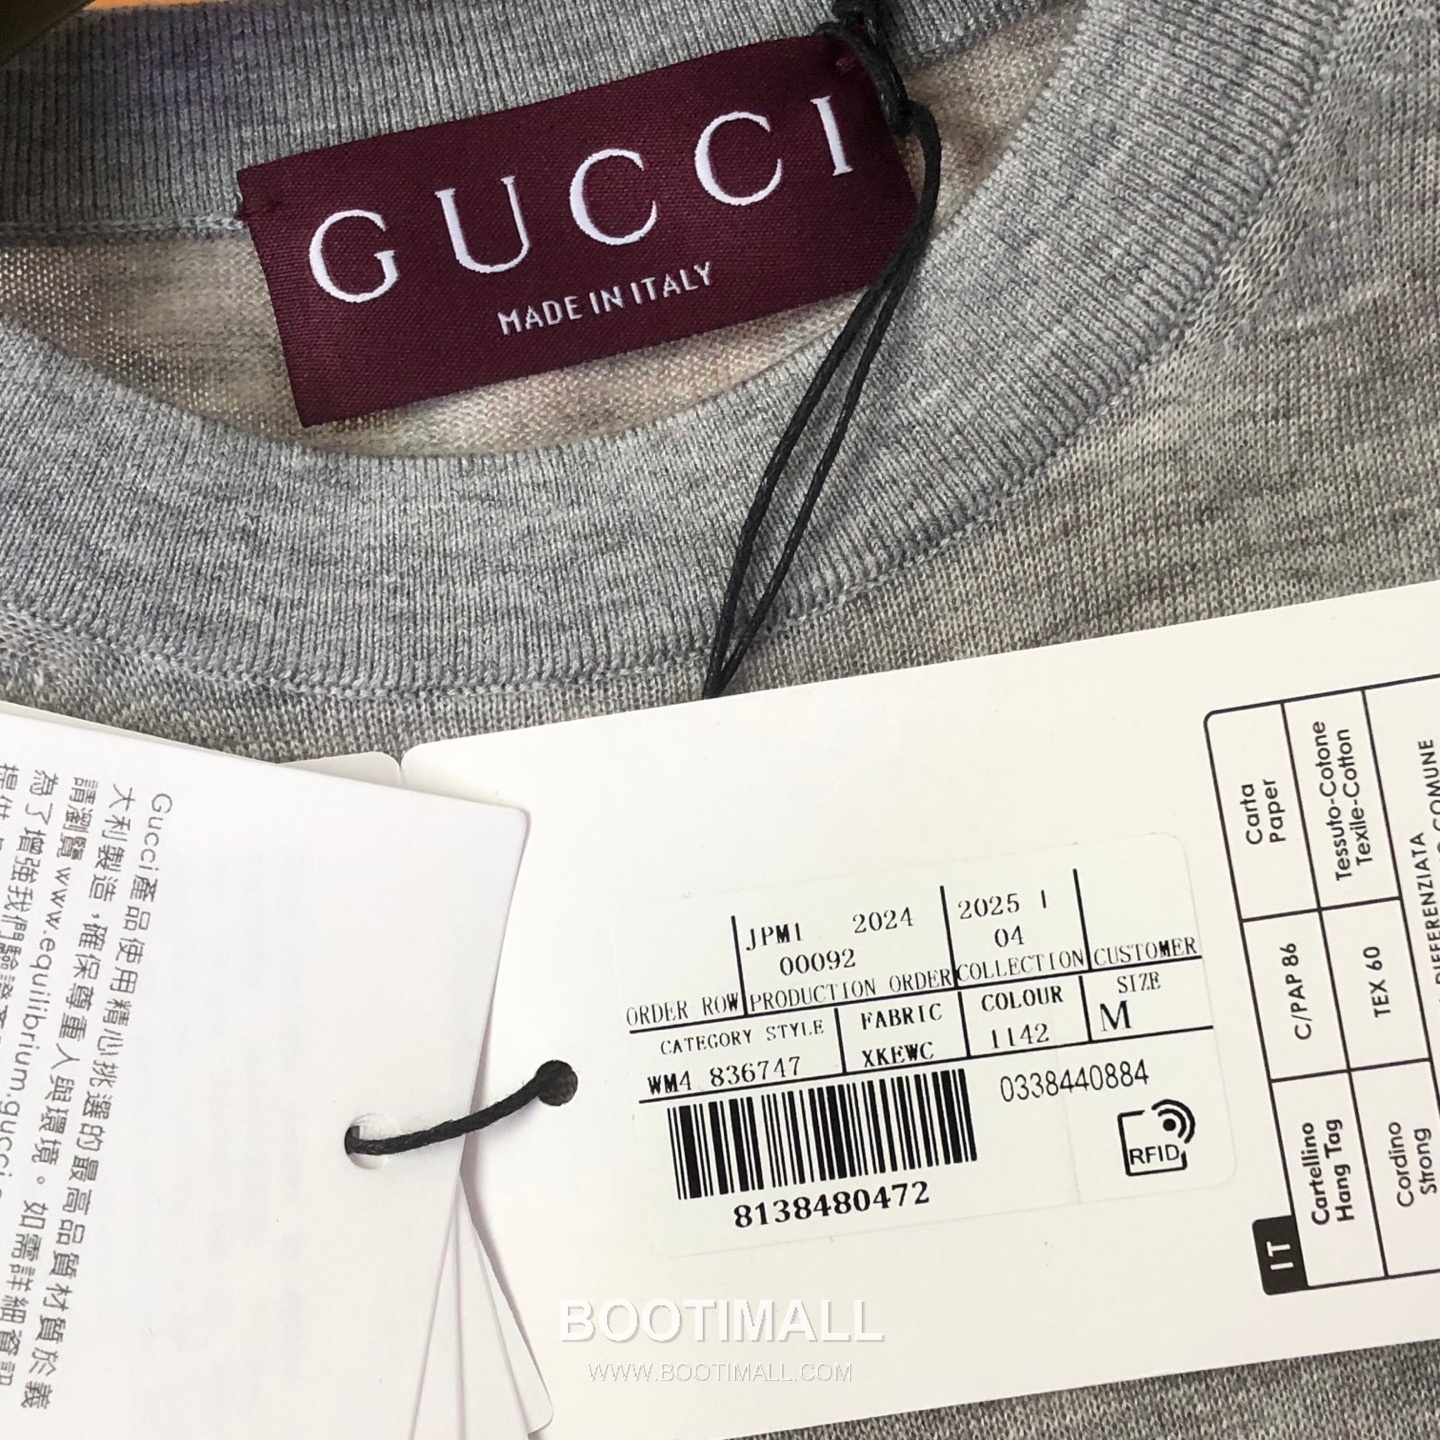 GUCCI
MADE IN ITALY
Gucci產品使用精心挑選的最高品質材質於義
大利製造，確保尊重人與環境。如需詳細資訊
請瀏覽 www.equilibrium.gucci
為了增強我們
JPM1 2024
00092
2025 1
04
ORDER ROW PRODUCTION ORDER COLLECTION CUSTOMER
CATEGORY STYLE FABRIC COLOUR SIZE
WM4 836747 XKEWC 1142 M
0338440884
RFID
8138480472
Carta
Paper
Tessuto-Cotone
Texile-Cotton
C/PAP 86
TEX 60
Cartellino
Hang Tag
Cordino
Strong
IT
DIFFERENZIATA
COMUNE
BOOTIMALL
WWW.BOOTIMALL.COM